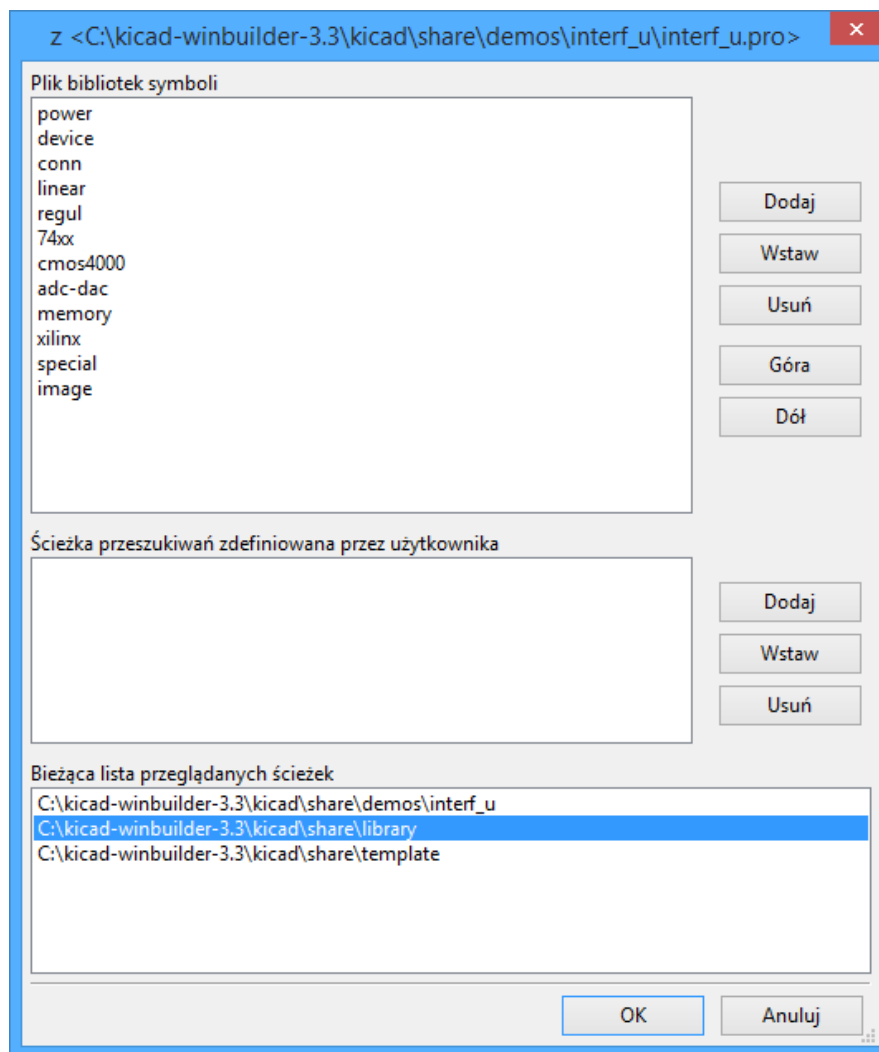 z <C:\kicad-winbuilder-3.3\kicad\share\demos\interf_u\interf_u.pro>
Plik bibliotek symboli
power
device
conn
linear
regul
74xx
cmos4000
adc-dac
memory
xilinx
special
image
Dodaj
Wstaw
Usuń
Góra
Dół
Ścieżka przeszukiwań zdefiniowana przez użytkownika
Dodaj
Wstaw
Usuń
Bieżąca lista przeglądanych ścieżek
C:\kicad-winbuilder-3.3\kicad\share\demos\interf_u
C:\kicad-winbuilder-3.3\kicad\share\library
C:\kicad-winbuilder-3.3\kicad\share\template
OK
Anuluj